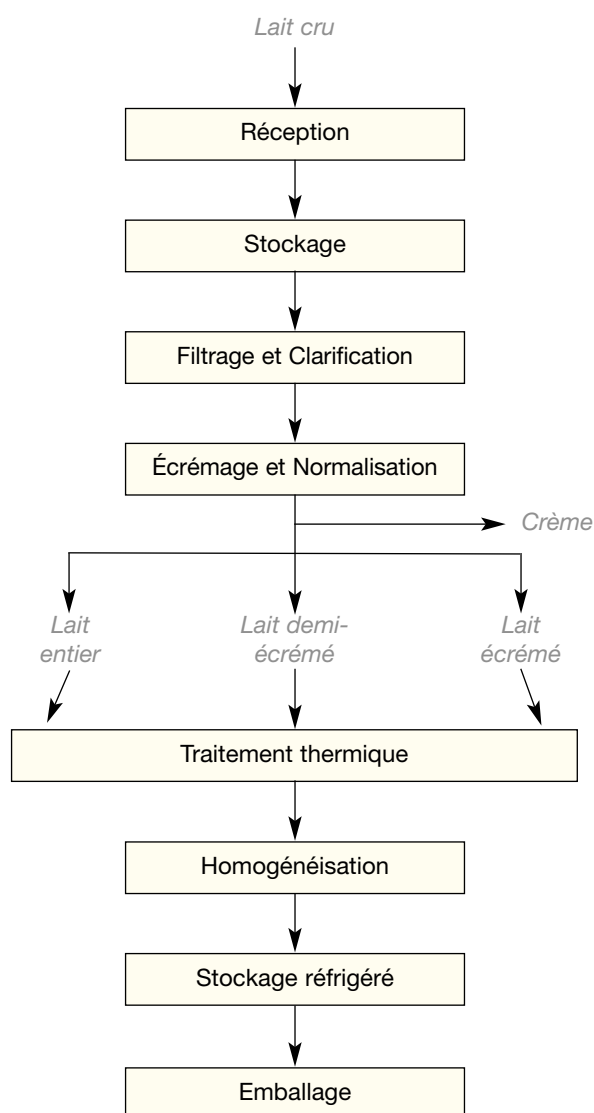 Lait cru
Réception
Stockage
Filtrage et Clarification
Écrémage et Normalisation
Crème
Lait
entier
Lait demi-
écrémé
Lait
écrémé
Traitement thermique
Homogénéisation
Stockage réfrigéré
Emballage